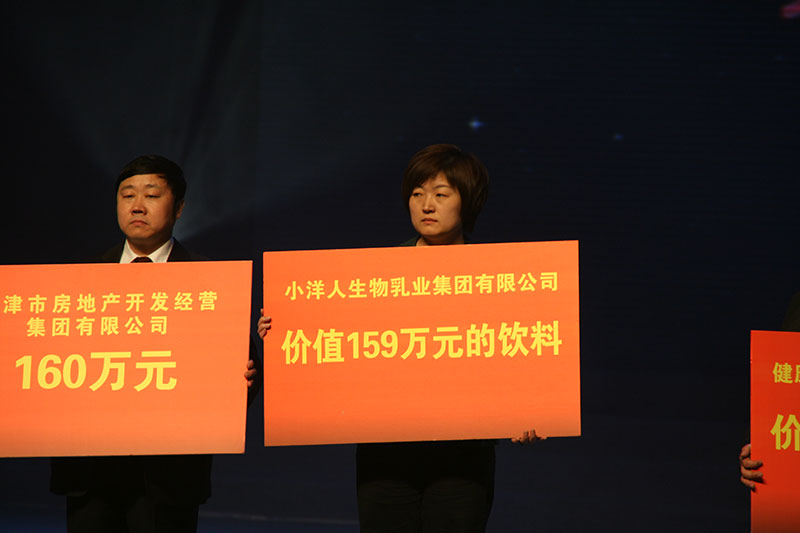 津市房地产开发经营
集团有限公司
160万元
小洋人生物乳业集团有限公司
价值159万元的饮料
健
价